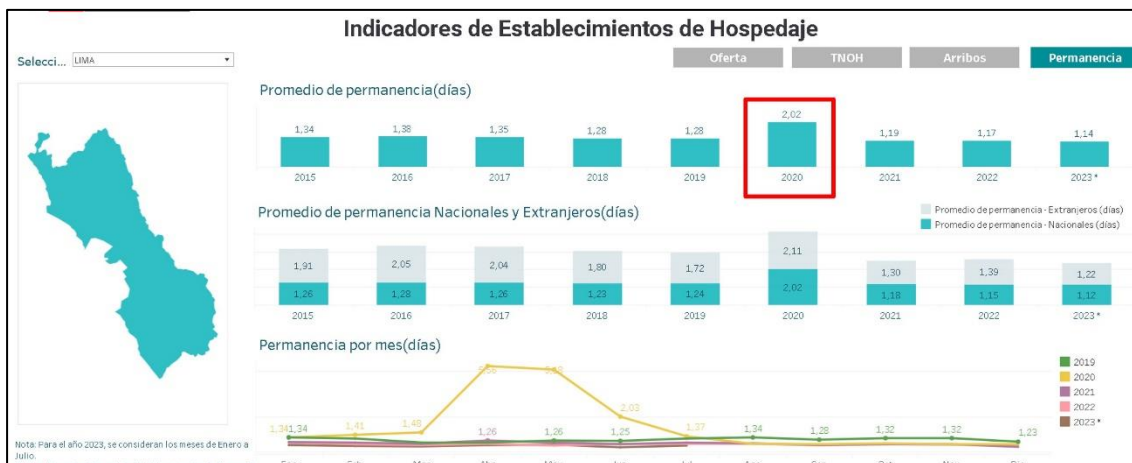 Indicadores de Establecimientos de Hospedaje
Selecci... LIMA
Oferta TNOH Arribos Permanencia
Promedio de permanencia(días)
1,34 1,38 1,35 1,28 1,28 2,02 1,19 1,17 1,14
2015 2016 2017 2018 2019 2020 2021 2022 2023 *
Promedio de permanencia Nacionales y Extranjeros(días)
Promedio de permanencia - Extranjeros (días)
Promedio de permanencia - Nacionales (días)
1,91 2,05 2,04 1,80 1,72 2,11 1,30 1,39 1,22
1,26 1,28 1,26 1,23 1,24 2,02 1,18 1,15 1,12
2015 2016 2017 2018 2019 2020 2021 2022 2023 *
Permanencia por mes(días)
2019
2020
2021
2022
2023 *
1,34 1,34 1,41 1,48 1,26 1,26 2,03 1,25 1,37 1,34 1,28 1,32 1,32 1,23
Nota: Para el año 2023, se consideran los meses de Enero a
Julio.